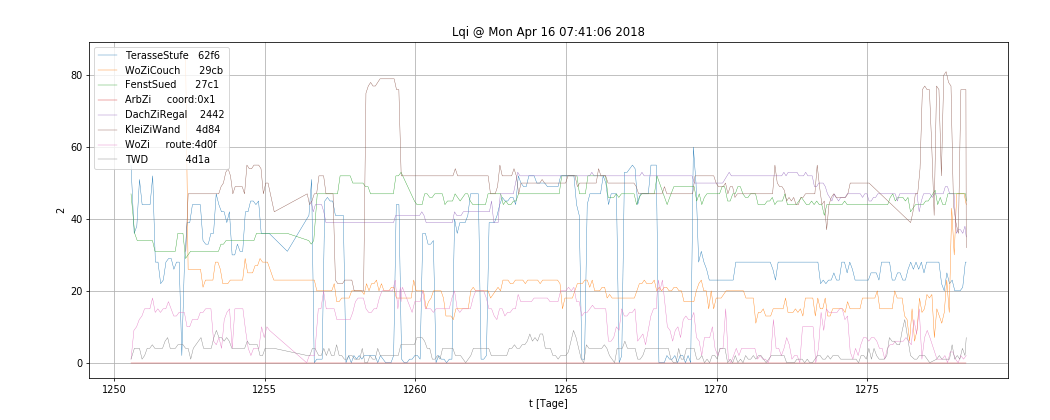 Lqi @ Mon Apr 16 07:41:06 2018
TerasseStufe 62f6
WoZiCouch 29cb
FenstSued 27c1
ArbZi coord:0x1
DachZiRegal 2442
KleiZiWand 4d84
WoZi route:4d0f
TWD 4d1a
80
60
40
20
0
2
1250 1255 1260 1265 1270 1275
t [Tage]